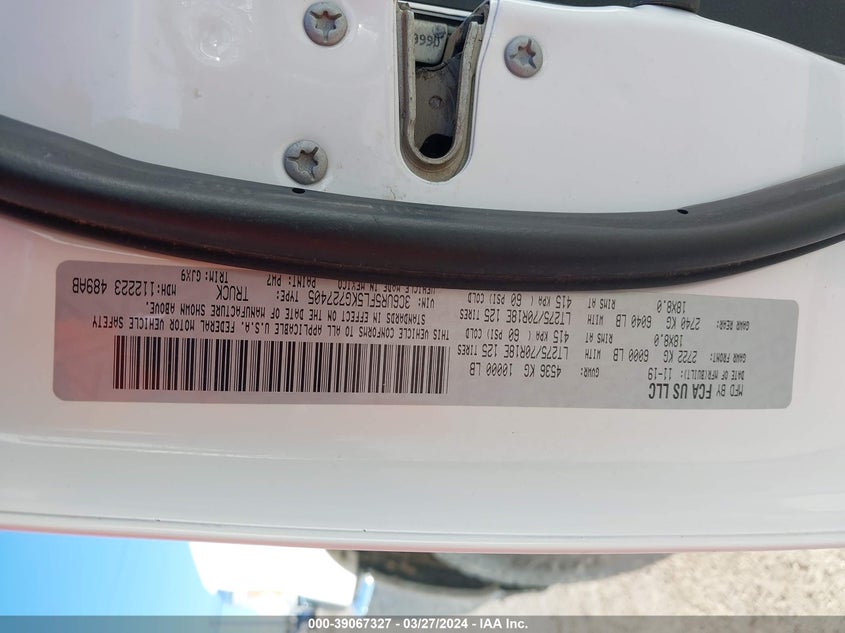 MFD BY FCA US LLC
DATE OF MFR(BUILT): 11-19 GVWR: 4536 KG 10000 LB
GAWR FRONT: 2722 KG 6000 LB WITH LT275/70R18E 125 TIRES
18X8.0 RIMS AT 415 KPA ( 60 PSI) COLD
GAWR REAR: 2740 KG 6040 LB WITH LT275/70R18E 125 TIRES
18X8.0 RIMS AT 415 KPA ( 60 PSI) COLD
THIS VEHICLE CONFORMS TO ALL APPLICABLE U.S.A. FEDERAL MOTOR VEHICLE SAFETY
STANDARDS IN EFFECT ON THE DATE OF MANUFACTURE SHOWN ABOVE.
VIN: 3C6UR5FL5KG727405 TYPE: TRUCK MDH:112223 489AB
VEHICLE MADE IN MEXICO PAINT: PW7 TRIM: GJX9
000-39067327 - 03/27/2024 - IAA Inc.